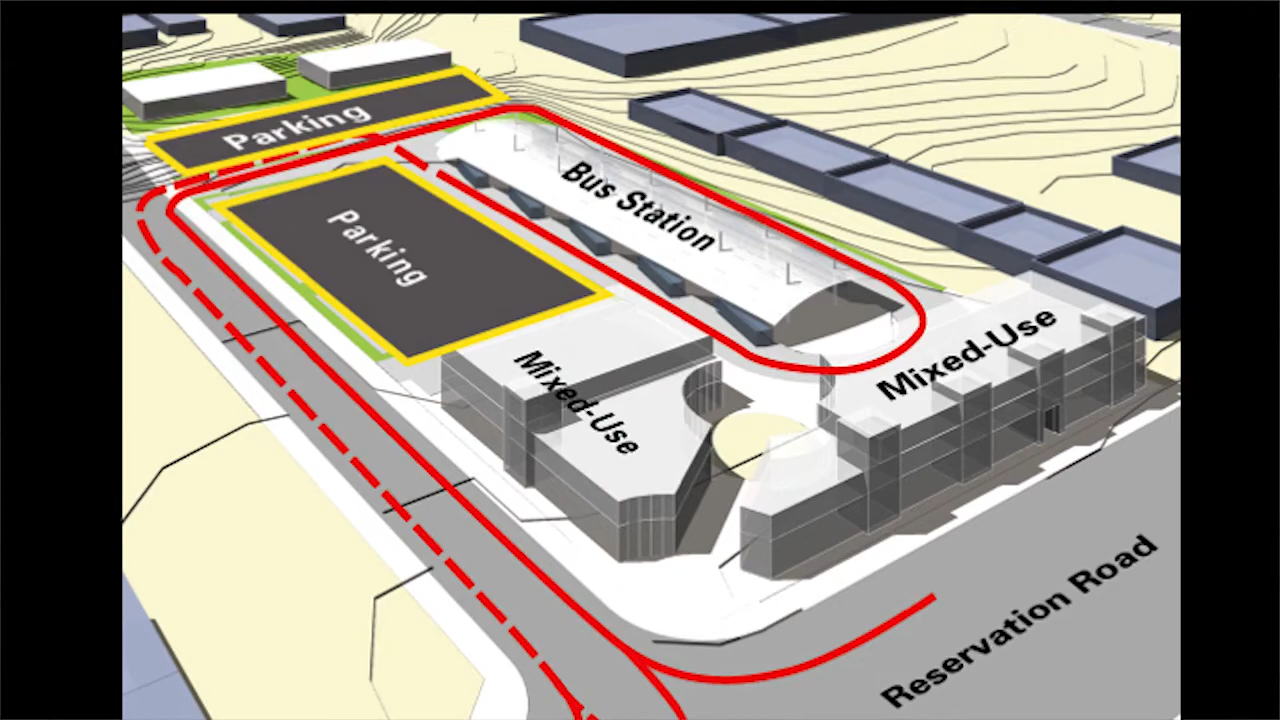 Parking
Bus Station
Parking
Mixed-Use
Mixed-Use
Reservation Road